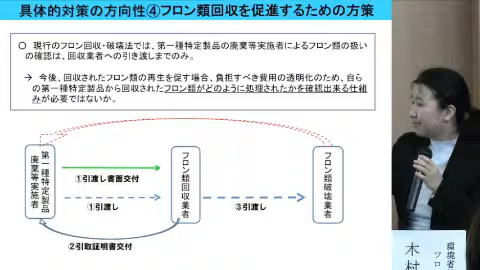 具体的対策の方向性④フロン類回収を促進するための方策
○ 現行のフロン回収・破壊法では、第一種特定製品の廃棄等実施者によるフロン類の扱い
の確認は、回収業者への引き渡しまでのみ。
→ 今後、回収されたフロン類の再生を促す場合、負担すべき費用の透明化のため、自ら
の第一種特定製品から回収されたフロン類がどのように処理されたかを確認出来る仕組
みが必要ではないか。
第一種特定製品
廃棄等実施者
①引渡し書面交付
①引渡し
②引取証明書交付
フロン類回収業者
③引渡し
フロン類破壊業者
環境省
フロ
木村